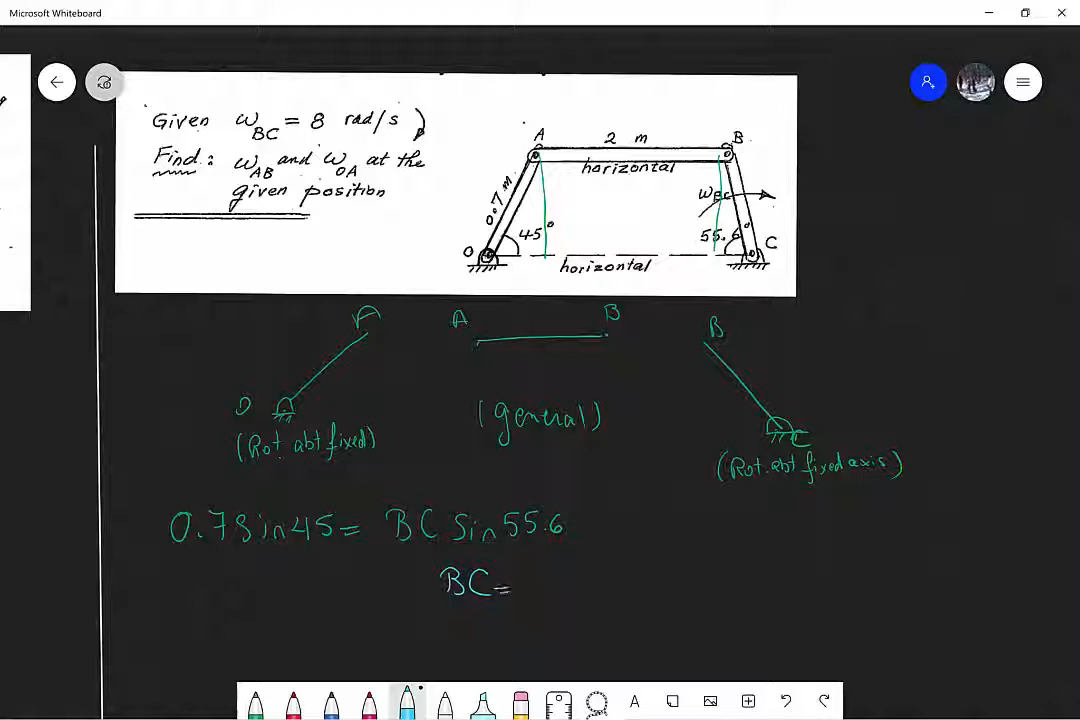 Microsoft Whiteboard
Given ω_BC = 8 rad/s )
Find: ω_AB and ω_OA at the
given position
A 2 m B
horizontal
0.7 m
ω_BC
45°
55.6°
O
C
horizontal
A
A B
B
O
(general)
C
(Rot. abt fixed)
(Rot. abt fixed axis)
0.7 Sin 45 = BC Sin 55.6
BC =
A